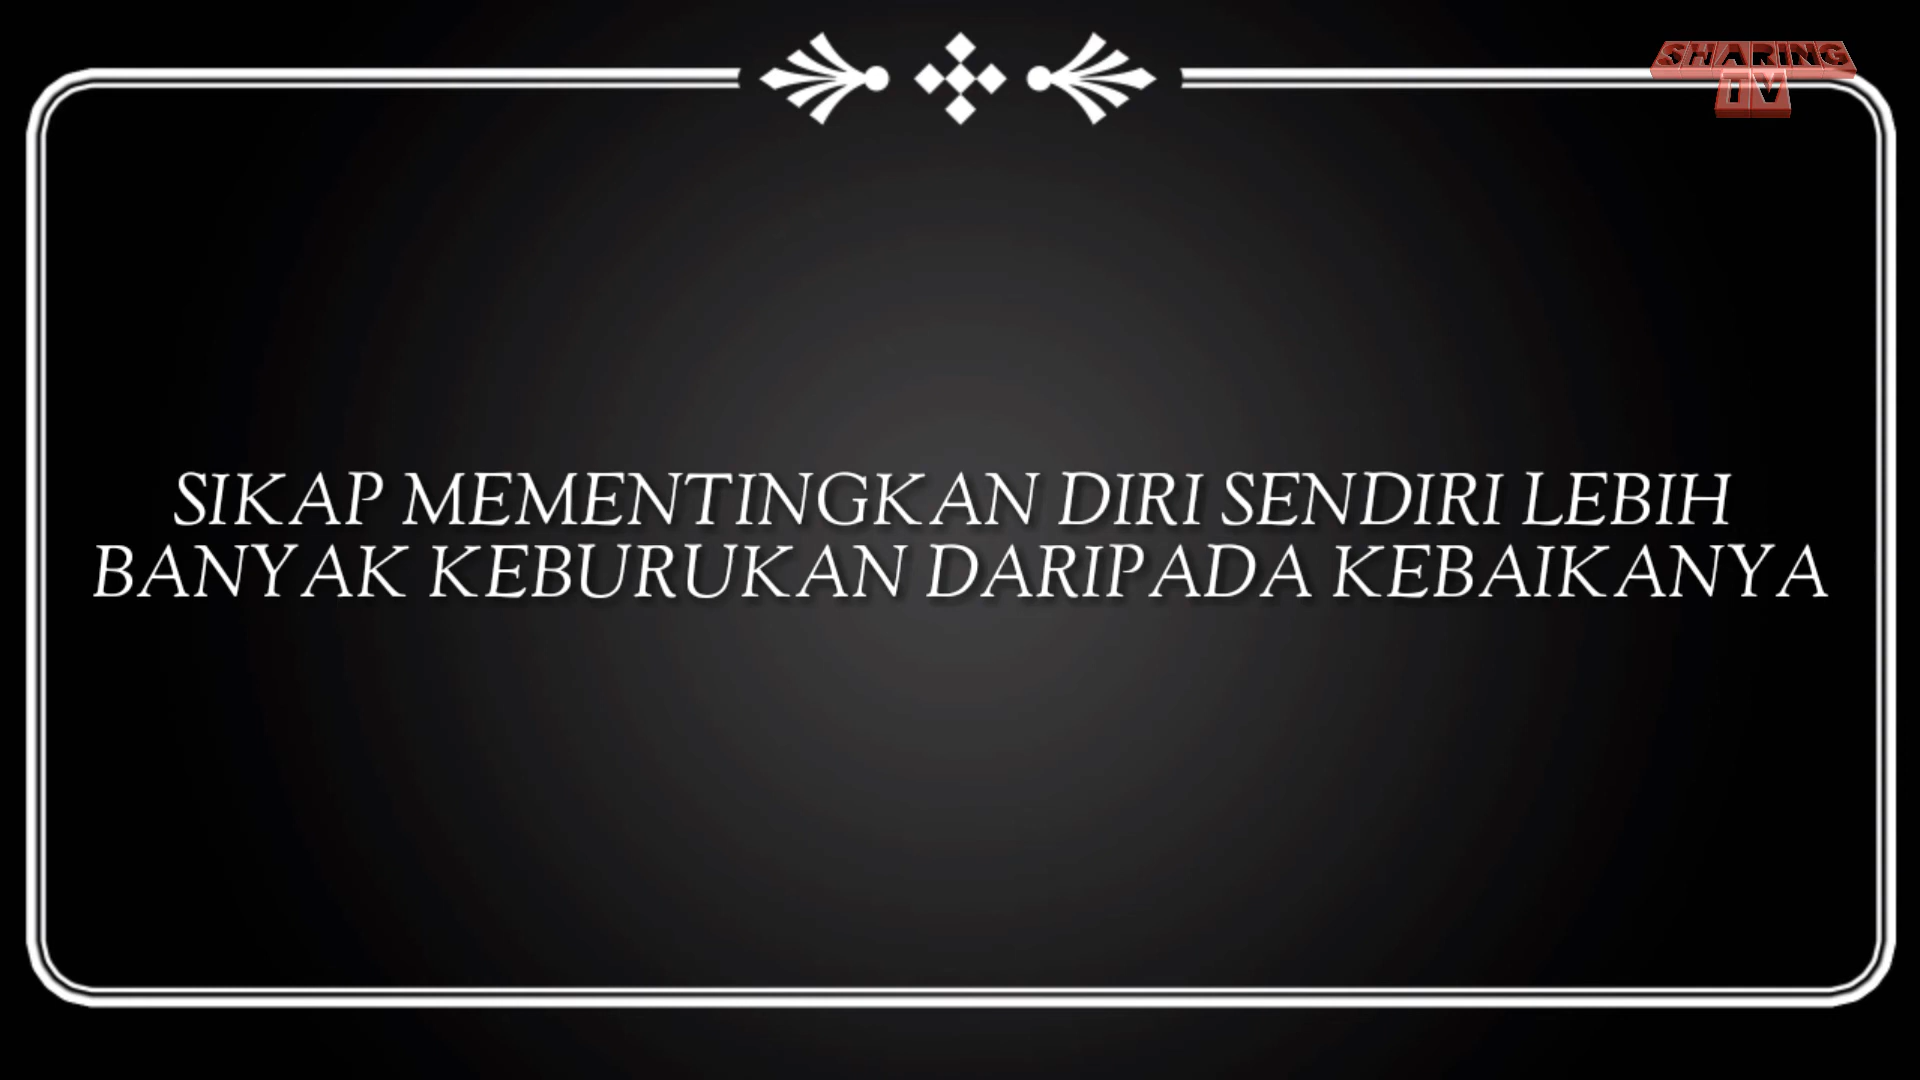 SHARING
TV
SIKAP MEMENTINGKAN DIRI SENDIRI LEBIH
BANYAK KEBURUKAN DARIPADA KEBAIKANYA